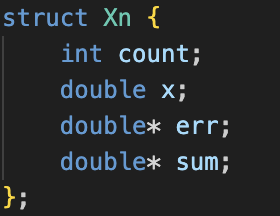 struct Xn {
    int count;
    double x;
    double* err;
    double* sum;
};